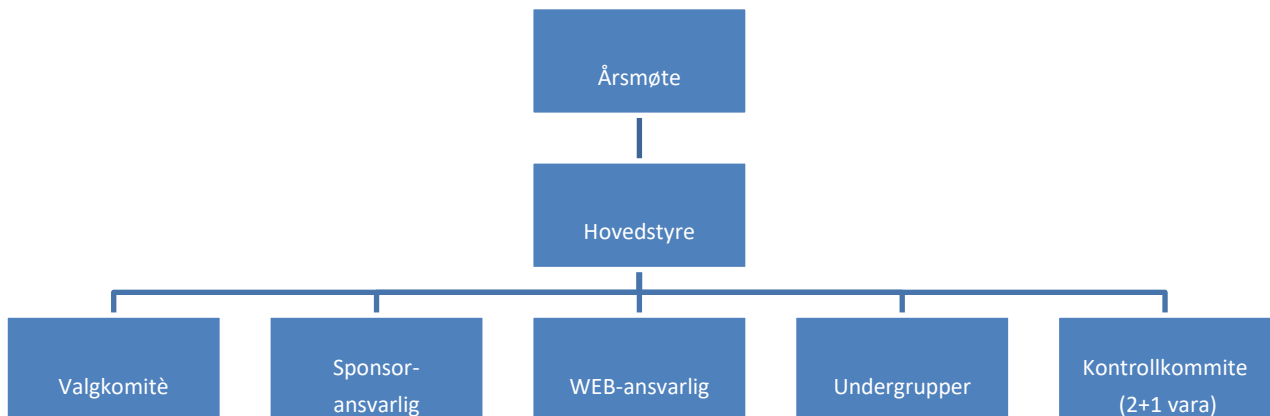 Årsmøte
Hovedstyre
Valgkomitè
Sponsor-
ansvarlig
WEB-ansvarlig
Undergrupper
Kontrollkommite
(2+1 vara)